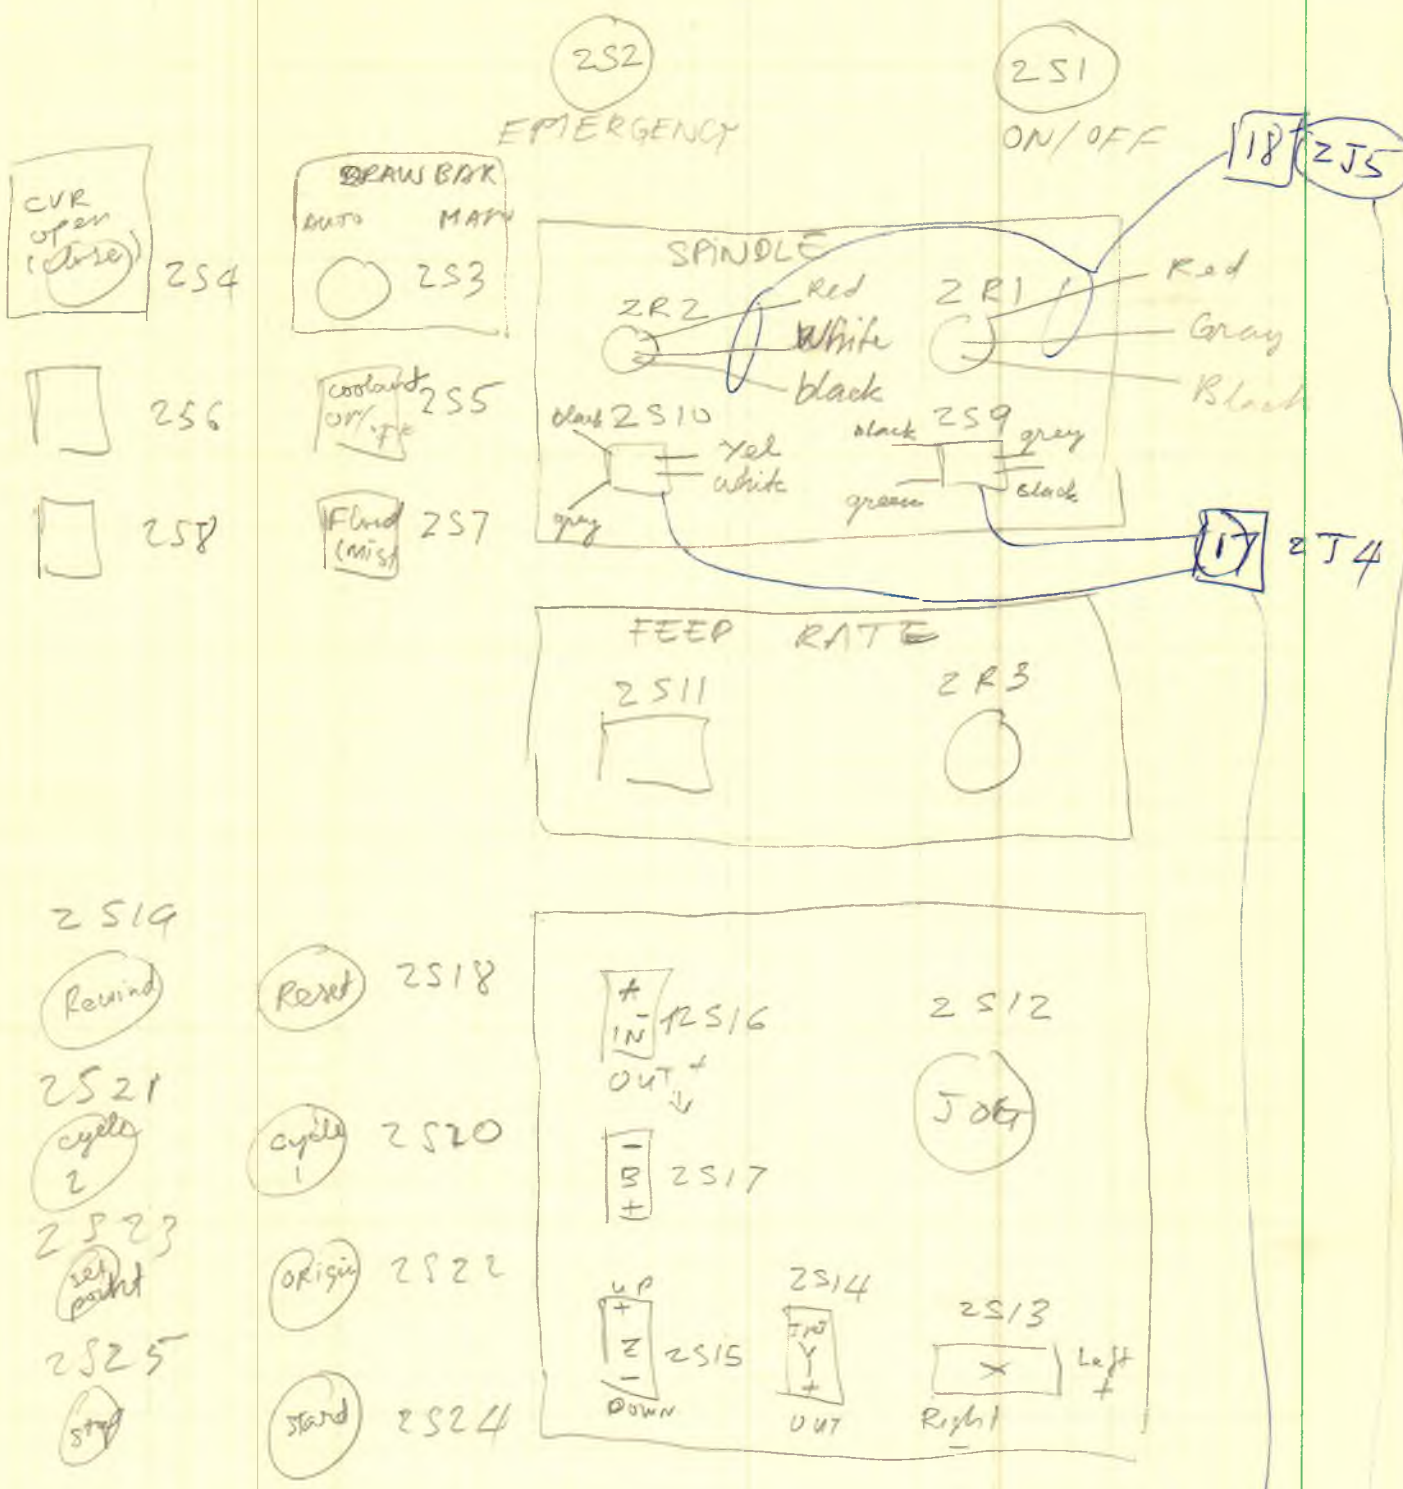 2S2
2S1
EMERGENCY
ON/OFF
18 2J5
CVR
open
(close)
2S4
DRAWBAR
AUTO MAN
2S3
SPINDLE
2R2
Red
White
black
2R1
Red
Gray
Black
2S6
coolant
2S5
black 2S10
Yel
white
gray
black 2S9 grey
green black
2S8
Fluid
(mist
2S7
17 2J4
FEED RATE
2S11
2R3
2S19
Rewind
Reset 2S18
A
IN -
2S16
OUT +
2S12
JOG
2S21
cycle
2
cycle
1
2S20
-
B
+
2S17
2S23
set
point
origin 2S22
UP
+
Z
-
DOWN
2S15
2S14
Y
+
OUT
2S13
X
Left
+
Right
-
2S25
stop
start 2S24